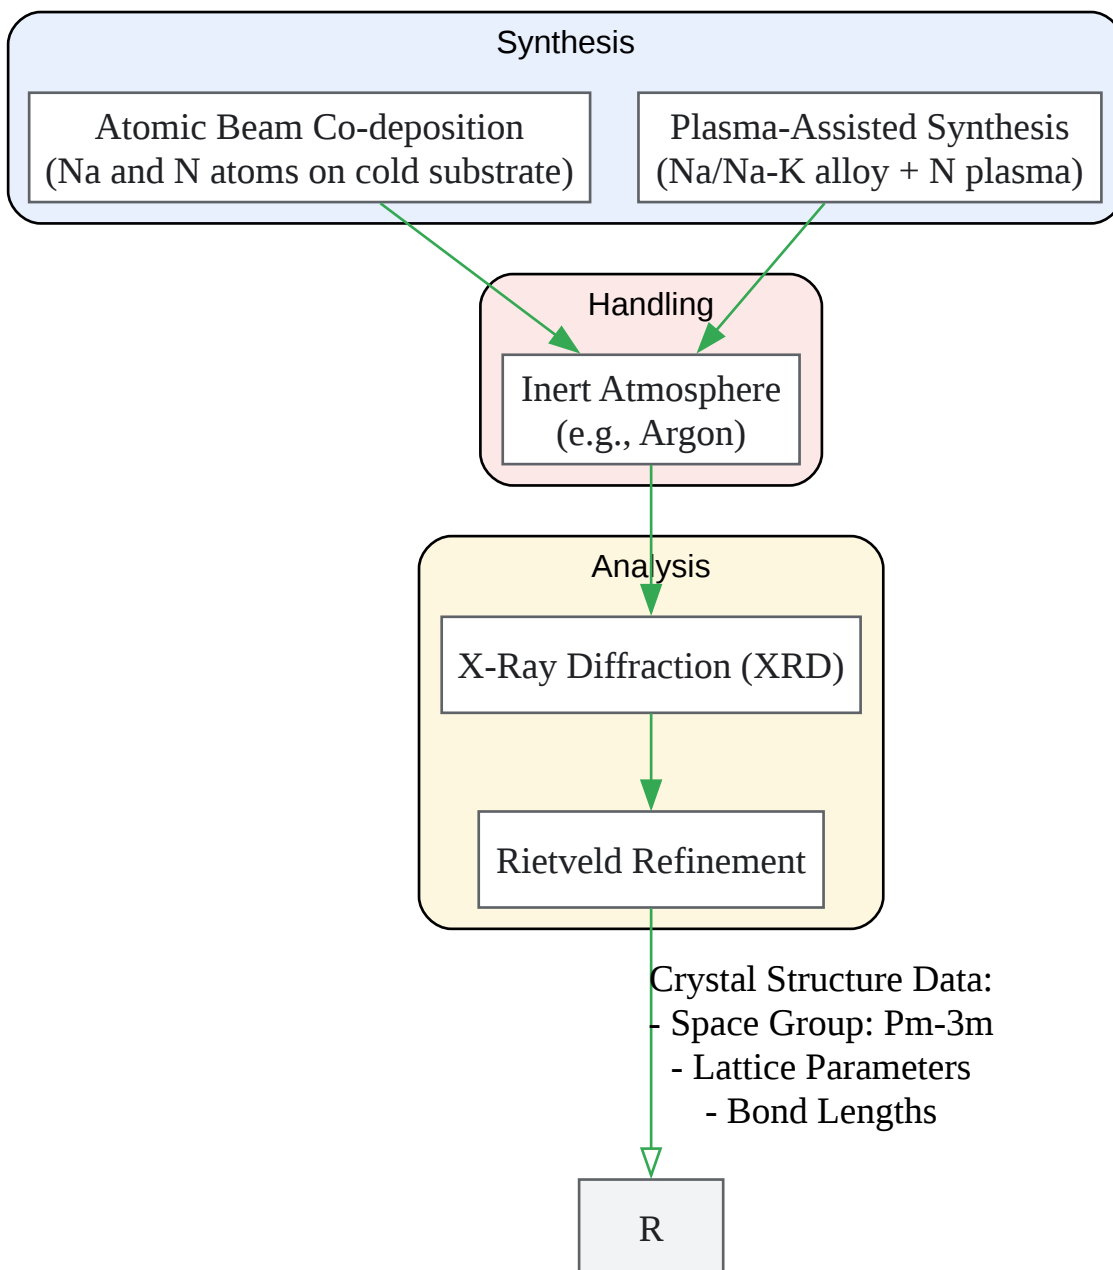 Synthesis
Atomic Beam Co-deposition
(Na and N atoms on cold substrate)
Plasma-Assisted Synthesis
(Na/Na-K alloy + N plasma)
Handling
Inert Atmosphere
(e.g., Argon)
Analysis
X-Ray Diffraction (XRD)
Rietveld Refinement
Crystal Structure Data:
- Space Group: Pm-3m
- Lattice Parameters
- Bond Lengths
R